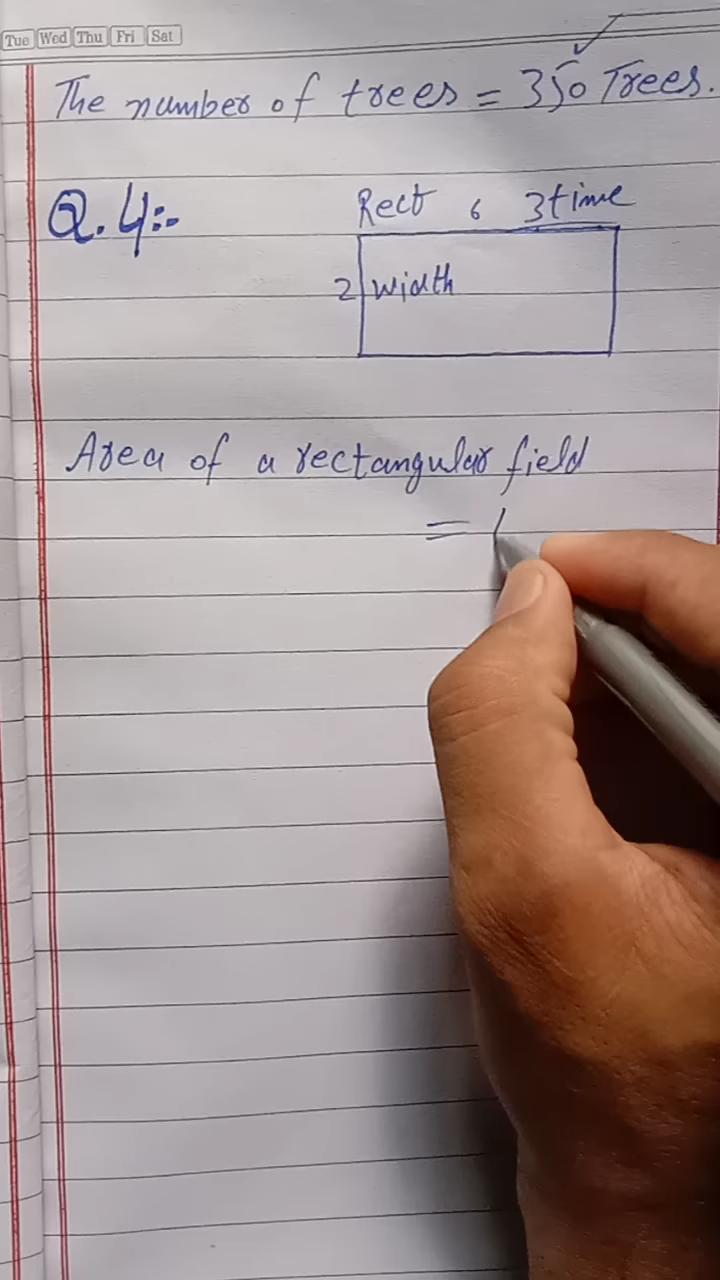 Tue Wed Thu Fri Sat
The number of trees = 350 Trees.
Q.4:-
Rect 6 3time
2 width
Area of a rectangular field
= (